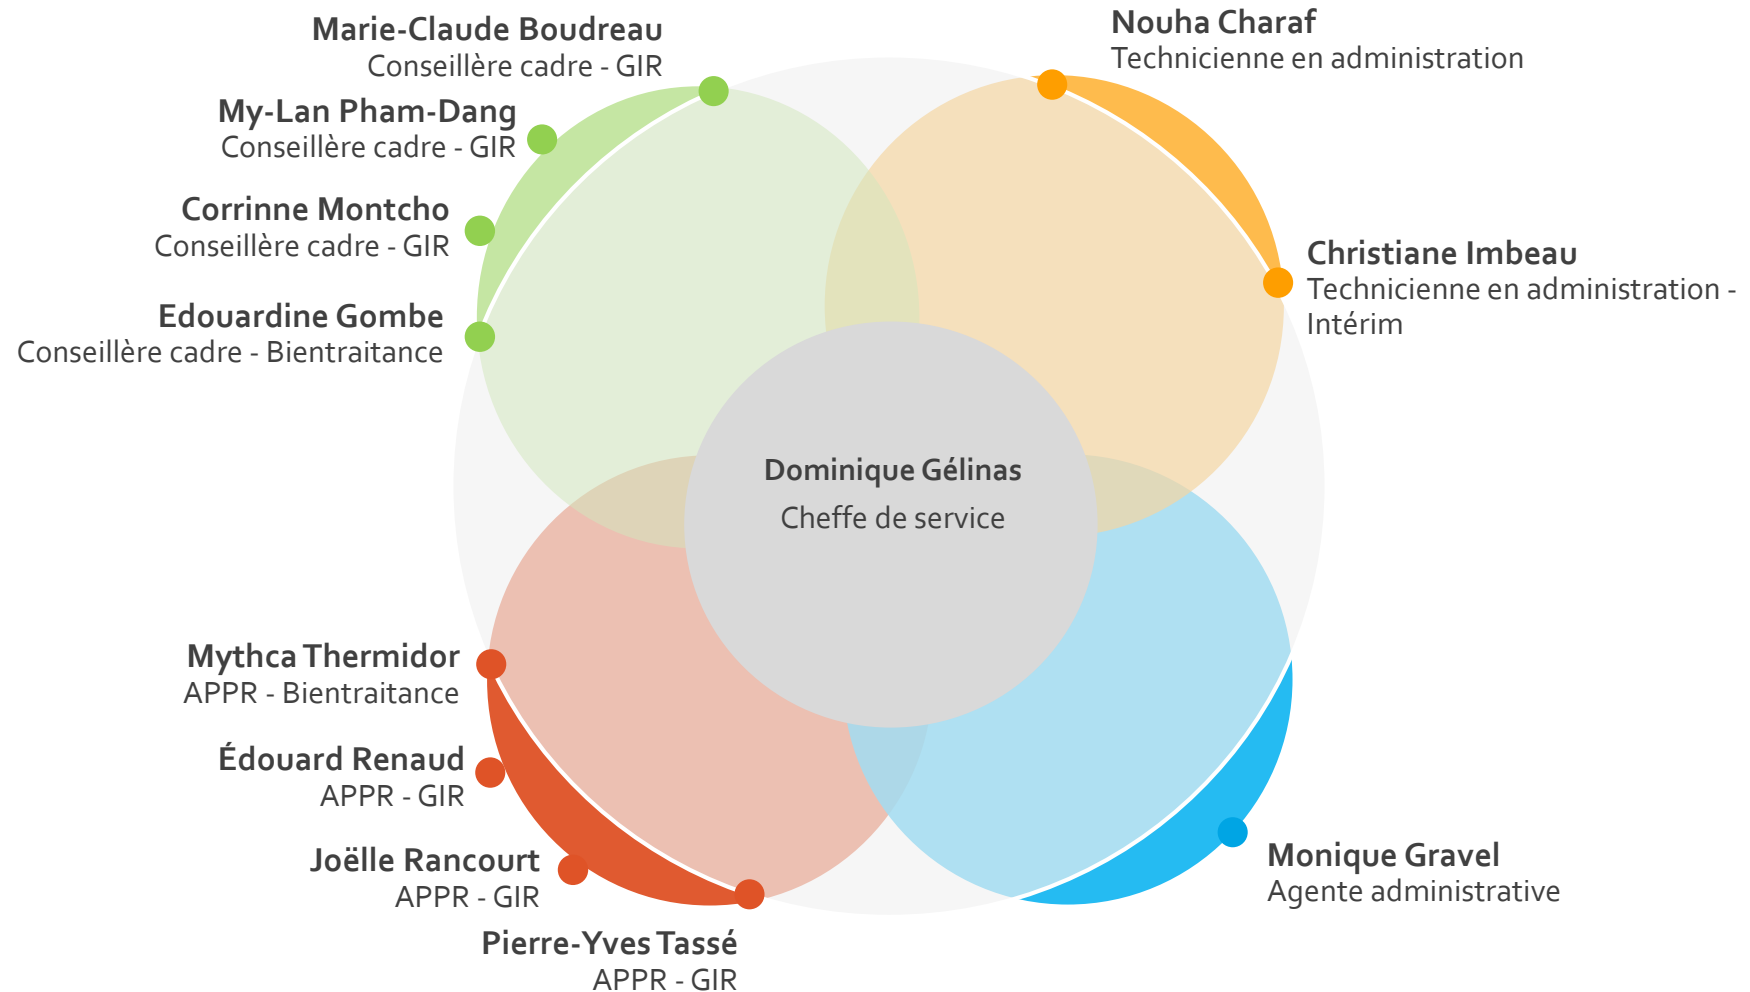 Marie-Claude Boudreau
Conseillère cadre - GIR
My-Lan Pham-Dang
Conseillère cadre - GIR
Corrinne Montcho
Conseillère cadre - GIR
Edouardine Gombe
Conseillère cadre - Bientraitance
Nouha Charaf
Technicienne en administration
Christiane Imbeau
Technicienne en administration -
Intérim
Dominique Gélinas
Cheffe de service
Mythca Thermidor
APPR - Bientraitance
Édouard Renaud
APPR - GIR
Joëlle Rancourt
APPR - GIR
Pierre-Yves Tassé
APPR - GIR
Monique Gravel
Agente administrative